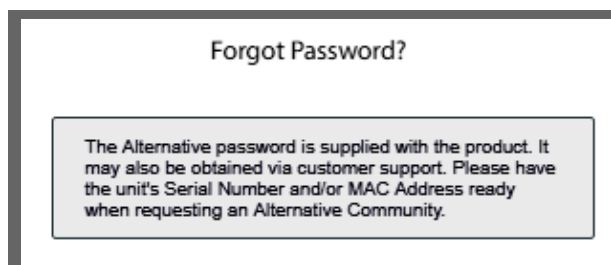 Forgot Password?
The Alternative password is supplied with the product. It
may also be obtained via customer support. Please have
the unit's Serial Number and/or MAC Address ready
when requesting an Alternative Community.